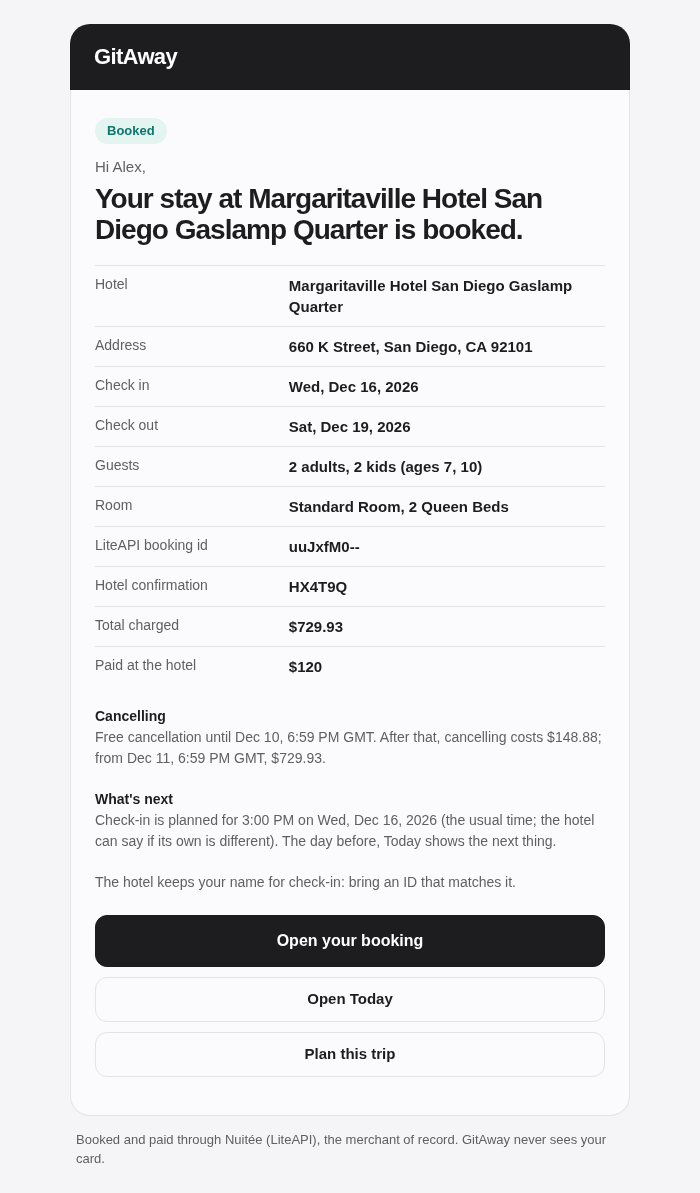 GitAway
Booked
Hi Alex,
Your stay at Margaritaville Hotel San
Diego Gaslamp Quarter is booked.
Hotel
Margaritaville Hotel San Diego Gaslamp
Quarter
Address
660 K Street, San Diego, CA 92101
Check in
Wed, Dec 16, 2026
Check out
Sat, Dec 19, 2026
Guests
2 adults, 2 kids (ages 7, 10)
Room
Standard Room, 2 Queen Beds
LiteAPI booking id
uuJxfM0--
Hotel confirmation
HX4T9Q
Total charged
$729.93
Paid at the hotel
$120
Cancelling
Free cancellation until Dec 10, 6:59 PM GMT. After that, cancelling costs $148.88;
from Dec 11, 6:59 PM GMT, $729.93.
What's next
Check-in is planned for 3:00 PM on Wed, Dec 16, 2026 (the usual time; the hotel
can say if its own is different). The day before, Today shows the next thing.
The hotel keeps your name for check-in: bring an ID that matches it.
Open your booking
Open Today
Plan this trip
Booked and paid through Nuitée (LiteAPI), the merchant of record. GitAway never sees your
card.